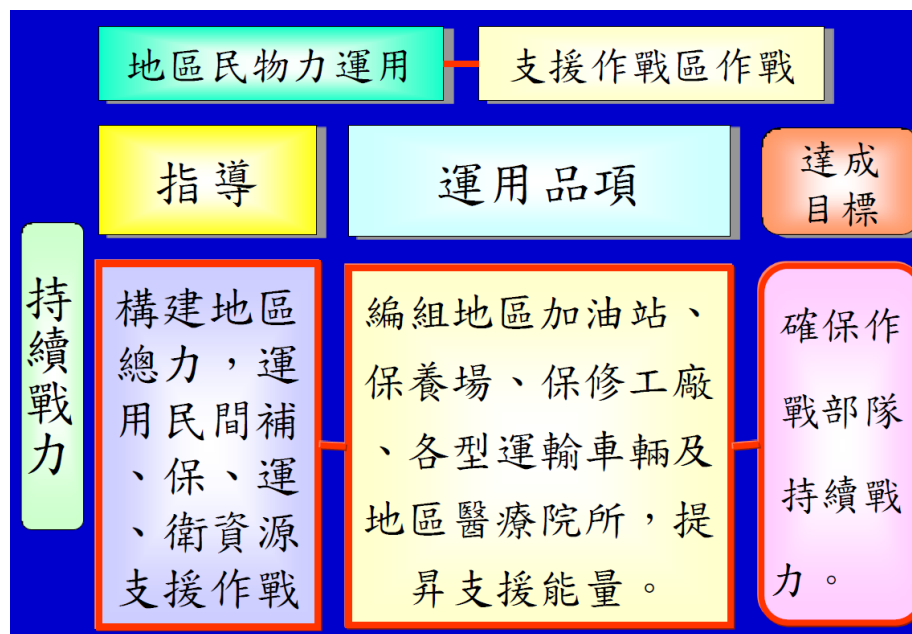 地區民物力運用
支援作戰區作戰
指導
運用品項
達成
目標
持續戰力
構建地區
總力，運
用民間補
、保、運
、衛資源
支援作戰
編組地區加油站、
保養場、保修工廠
、各型運輸車輛及
地區醫療院所，提
昇支援能量。
確保作
戰部隊
持續戰
力。